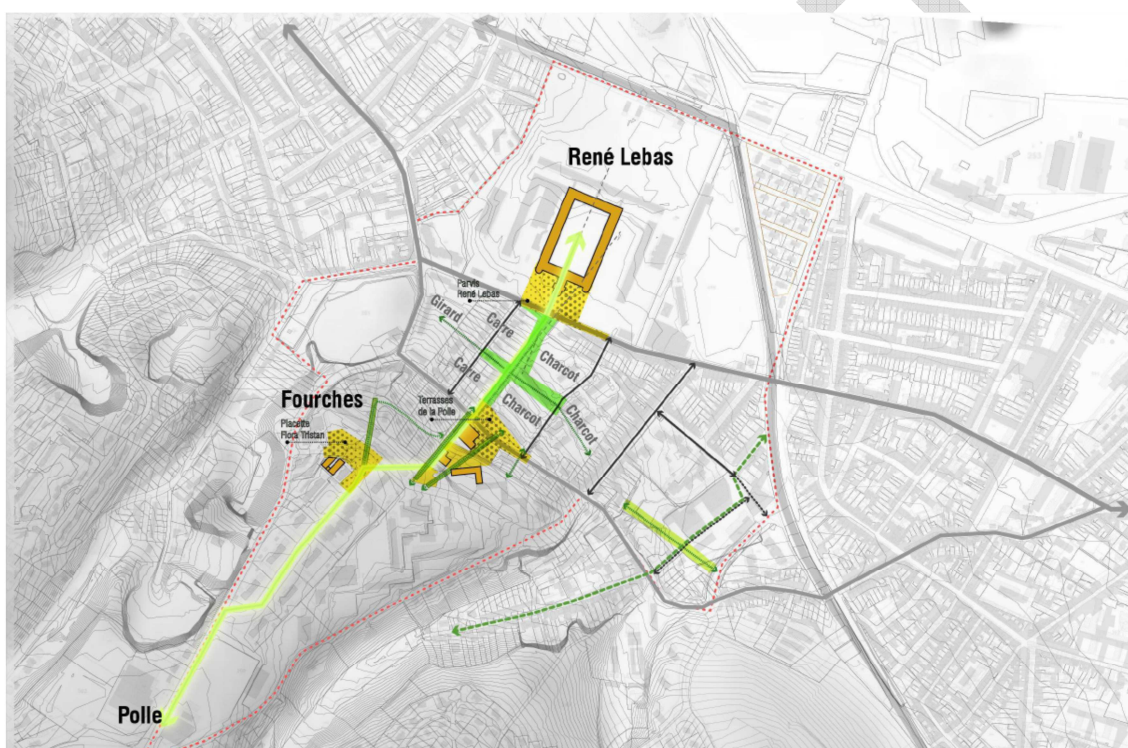 René Lebas
Parvis
René Lebas
Girard
Carre
Carre
Charcot
Charcot
Charcot
Fourches
Placette
Flora Tristan
Terrasses
de la Polle
Polle